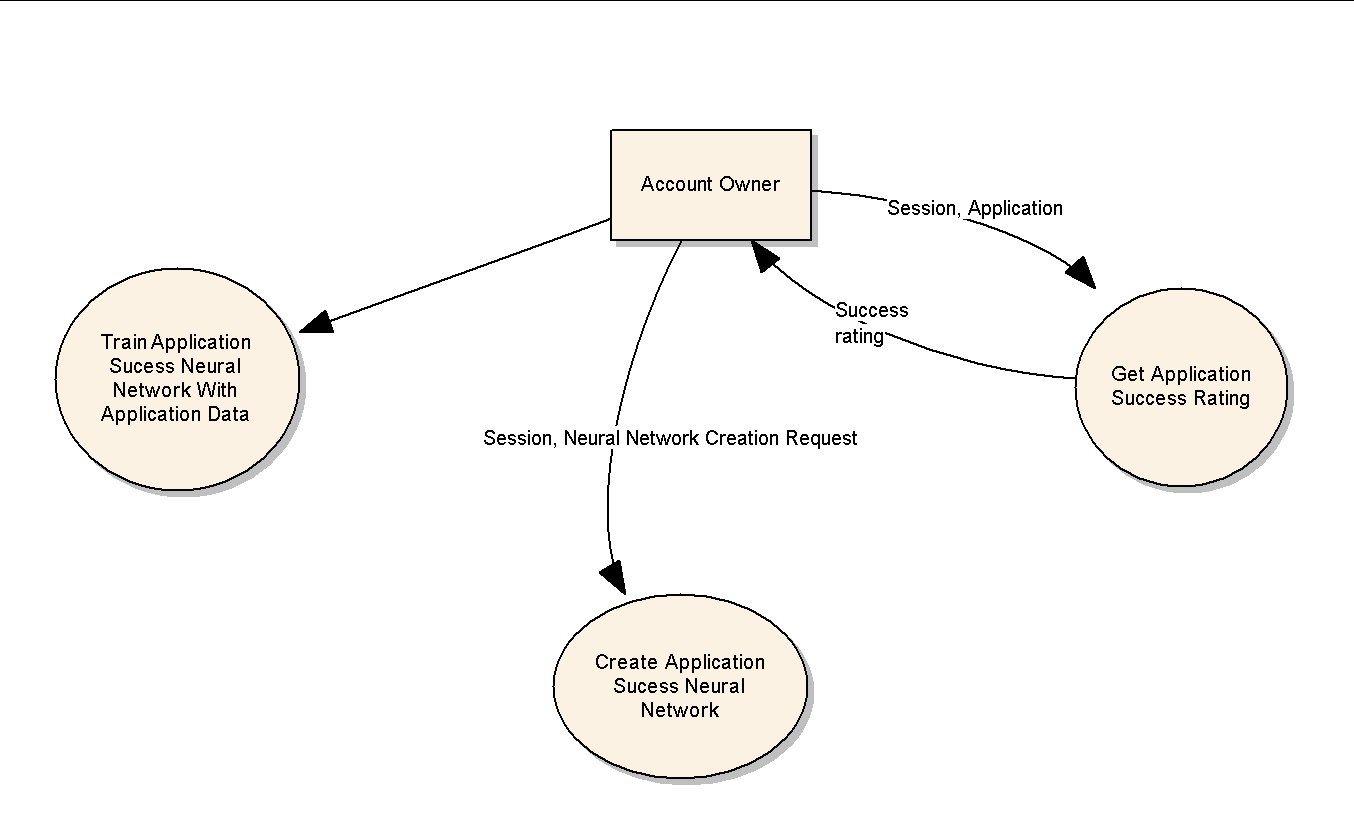 Account Owner
Session, Application
Success
rating
Train Application
Sucess Neural
Network With
Application Data
Get Application
Success Rating
Session, Neural Network Creation Request
Create Application
Sucess Neural
Network